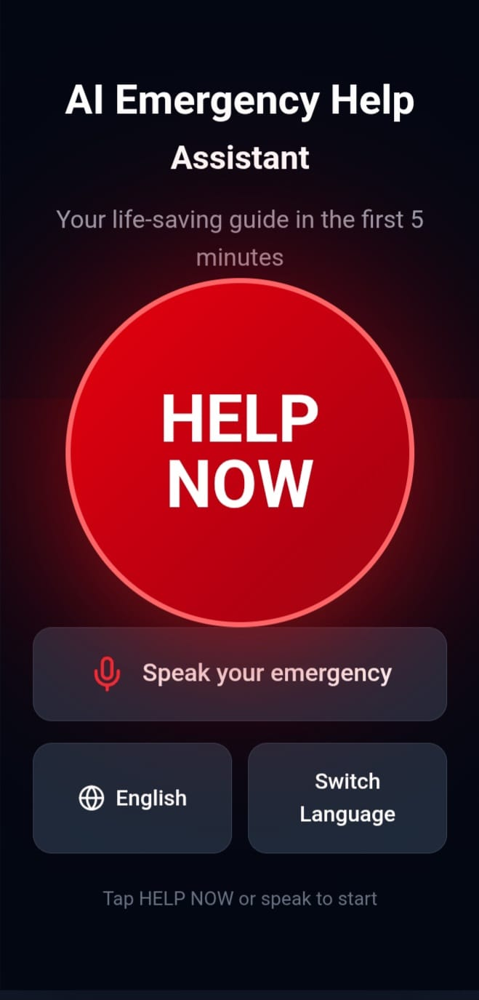 AI Emergency Help
Assistant
Your life-saving guide in the first 5
minutes
HELP
NOW
Speak your emergency
English
Switch
Language
Tap HELP NOW or speak to start